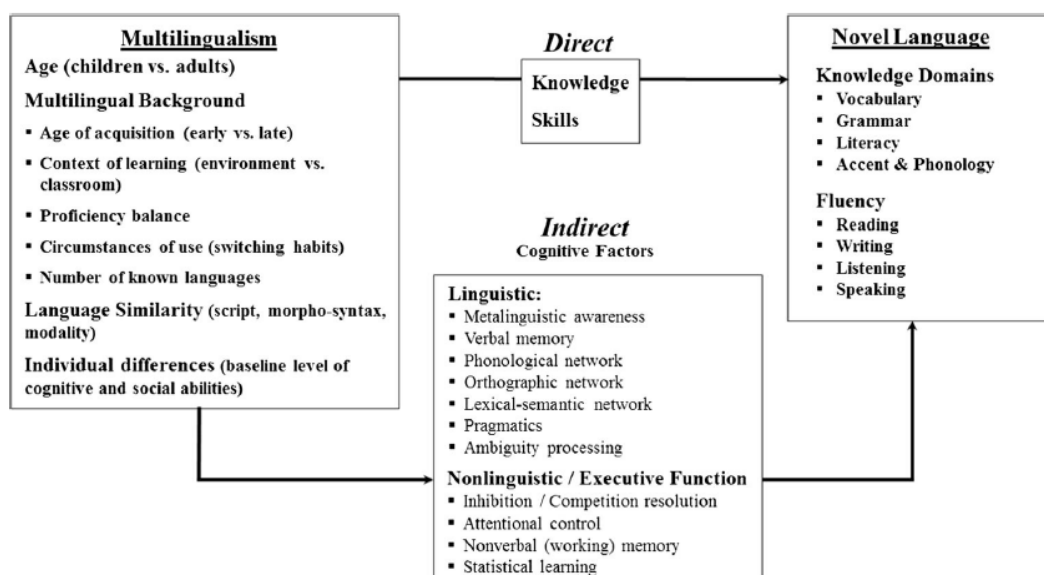 Multilingualism
Age (children vs. adults)
Multilingual Background
▪ Age of acquisition (early vs. late)
▪ Context of learning (environment vs.
classroom)
▪ Proficiency balance
▪ Circumstances of use (switching habits)
▪ Number of known languages
Language Similarity (script, morpho-syntax,
modality)
Individual differences (baseline level of
cognitive and social abilities)
Direct
Knowledge
Skills
Indirect
Cognitive Factors
Linguistic:
▪ Metalinguistic awareness
▪ Verbal memory
▪ Phonological network
▪ Orthographic network
▪ Lexical-semantic network
▪ Pragmatics
▪ Ambiguity processing
Nonlinguistic / Executive Function
▪ Inhibition / Competition resolution
▪ Attentional control
▪ Nonverbal (working) memory
▪ Statistical learning
Novel Language
Knowledge Domains
▪ Vocabulary
▪ Grammar
▪ Literacy
▪ Accent & Phonology
Fluency
▪ Reading
▪ Writing
▪ Listening
▪ Speaking